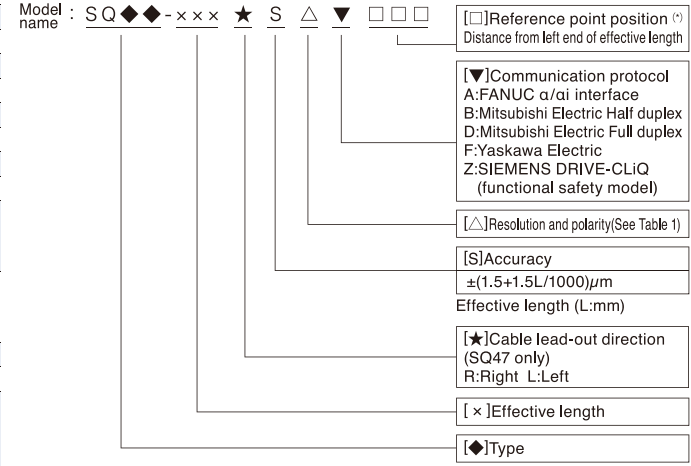 Model name : SQ◆◆-××× ★ S △ ▼ □□□
[□]Reference point position (*)
Distance from left end of effective length
[▼]Communication protocol
A:FANUC α/αi interface
B:Mitsubishi Electric Half duplex
D:Mitsubishi Electric Full duplex
F:Yaskawa Electric
Z:SIEMENS DRIVE-CLiQ
(functional safety model)
[△]Resolution and polarity(See Table 1)
[S]Accuracy
±(1.5+1.5L/1000)μm
Effective length (L:mm)
[★]Cable lead-out direction
(SQ47 only)
R:Right L:Left
[×]Effective length
[◆]Type